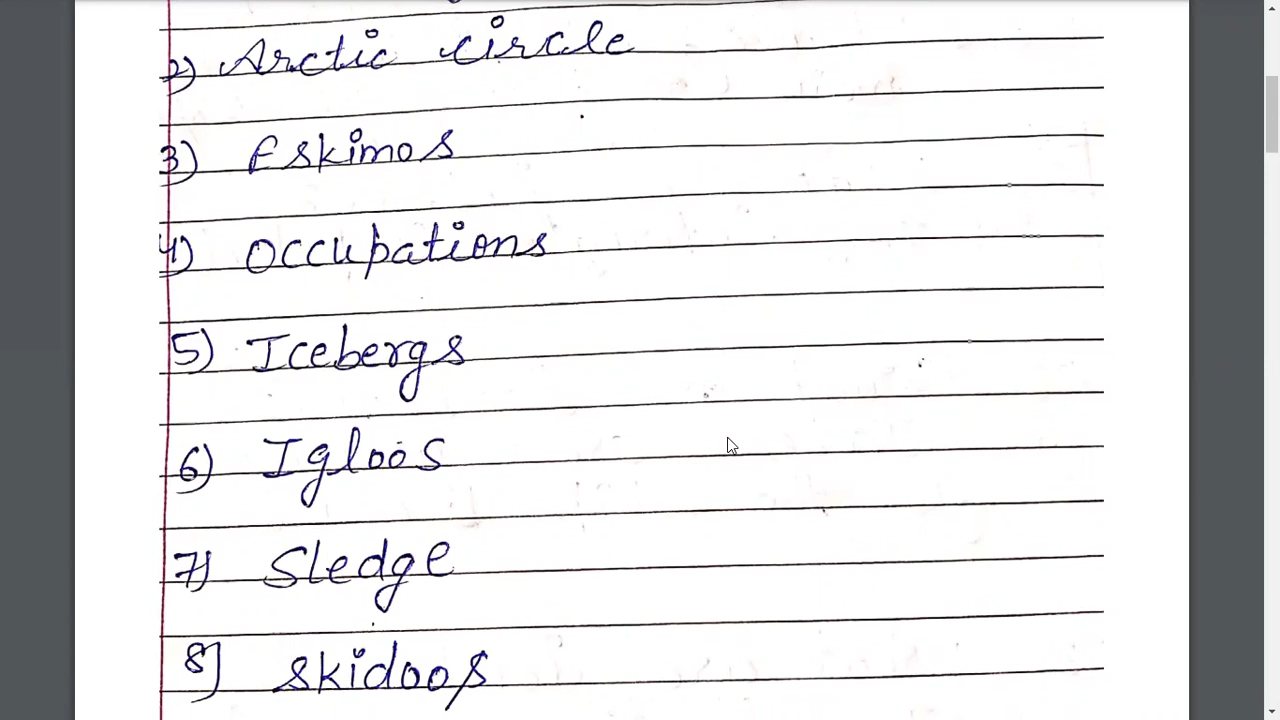 2) Arctic circle
3) Eskimos
4) Occupations
5) Icebergs
6) Igloos
7) Sledge
8) skidoos